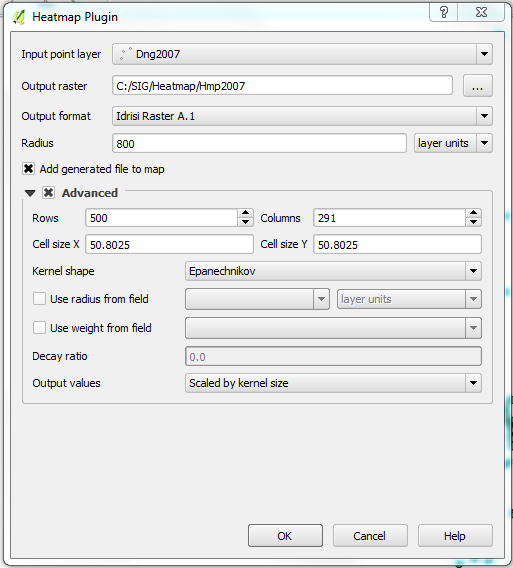 Heatmap Plugin
Input point layer Dng2007
Output raster C:/SIG/Heatmap/Hmp2007 ...
Output format Idrisi Raster A.1
Radius 800 layer units
Add generated file to map
Advanced
Rows 500 Columns 291
Cell size X 50.8025 Cell size Y 50.8025
Kernel shape Epanechnikov
Use radius from field layer units
Use weight from field
Decay ratio 0.0
Output values Scaled by kernel size
OK Cancel Help